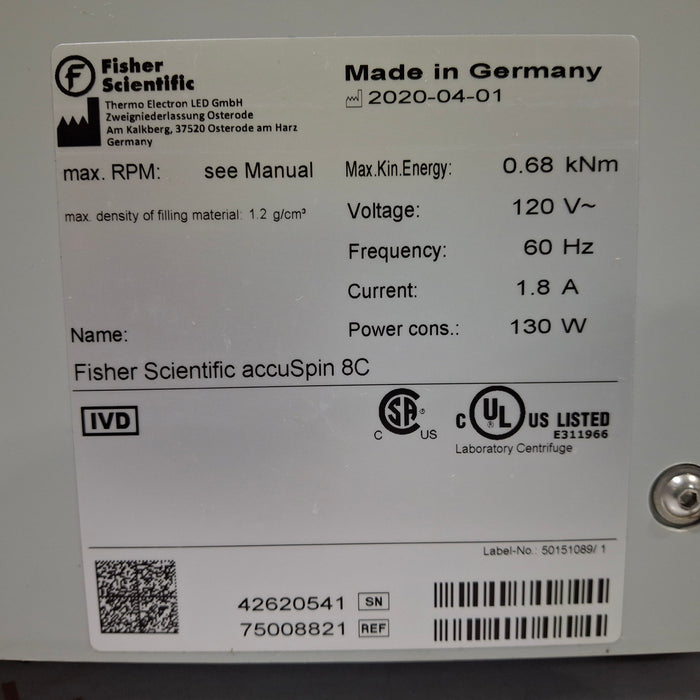 f Fisher
Scientific
Thermo Electron LED GmbH
Zweigniederlassung Osterode
Am Kalkberg, 37520 Osterode am Harz
Germany
Made in Germany
2020-04-01
max. RPM: see Manual
max. density of filling material: 1.2 g/cm³
Max.Kin.Energy: 0.68 kNm
Voltage: 120 V~
Frequency: 60 Hz
Current: 1.8 A
Power cons.: 130 W
Name:
Fisher Scientific accuSpin 8C
IVD
C SA ® US
C UL ® US LISTED
E311966
Laboratory Centrifuge
Label-No.: 50151089/ 1
42620541 SN
75008821 REF